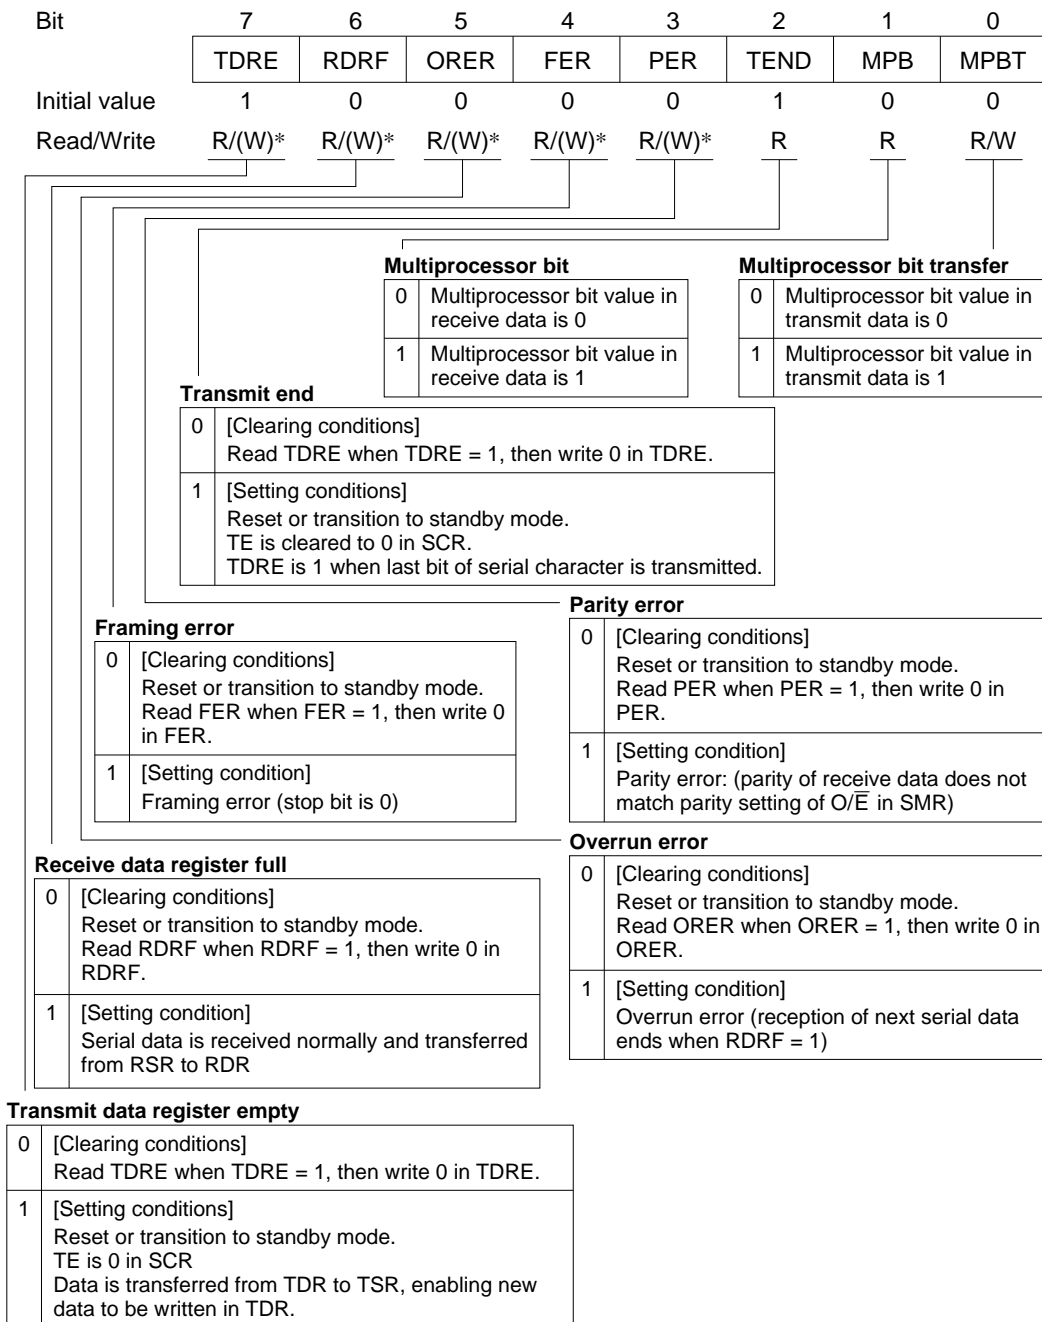 Bit 7 6 5 4 3 2 1 0
TDRE RDRF ORER FER PER TEND MPB MPBT
Initial value 1 0 0 0 0 1 0 0
Read/Write R/(W)* R/(W)* R/(W)* R/(W)* R/(W)* R R R/W
Multiprocessor bit
0 Multiprocessor bit value in
receive data is 0
1 Multiprocessor bit value in
receive data is 1
Multiprocessor bit transfer
0 Multiprocessor bit value in
transmit data is 0
1 Multiprocessor bit value in
transmit data is 1
Transmit end
0 [Clearing conditions]
Read TDRE when TDRE = 1, then write 0 in TDRE.
1 [Setting conditions]
Reset or transition to standby mode.
TE is cleared to 0 in SCR.
TDRE is 1 when last bit of serial character is transmitted.
Parity error
0 [Clearing conditions]
Reset or transition to standby mode.
Read PER when PER = 1, then write 0 in
PER.
1 [Setting condition]
Parity error: (parity of receive data does not
match parity setting of O/E̅ in SMR)
Framing error
0 [Clearing conditions]
Reset or transition to standby mode.
Read FER when FER = 1, then write 0
in FER.
1 [Setting condition]
Framing error (stop bit is 0)
Overrun error
0 [Clearing conditions]
Reset or transition to standby mode.
Read ORER when ORER = 1, then write 0 in
ORER.
1 [Setting condition]
Overrun error (reception of next serial data
ends when RDRF = 1)
Receive data register full
0 [Clearing conditions]
Reset or transition to standby mode.
Read RDRF when RDRF = 1, then write 0 in
RDRF.
1 [Setting condition]
Serial data is received normally and transferred
from RSR to RDR
Transmit data register empty
0 [Clearing conditions]
Read TDRE when TDRE = 1, then write 0 in TDRE.
1 [Setting conditions]
Reset or transition to standby mode.
TE is 0 in SCR
Data is transferred from TDR to TSR, enabling new
data to be written in TDR.